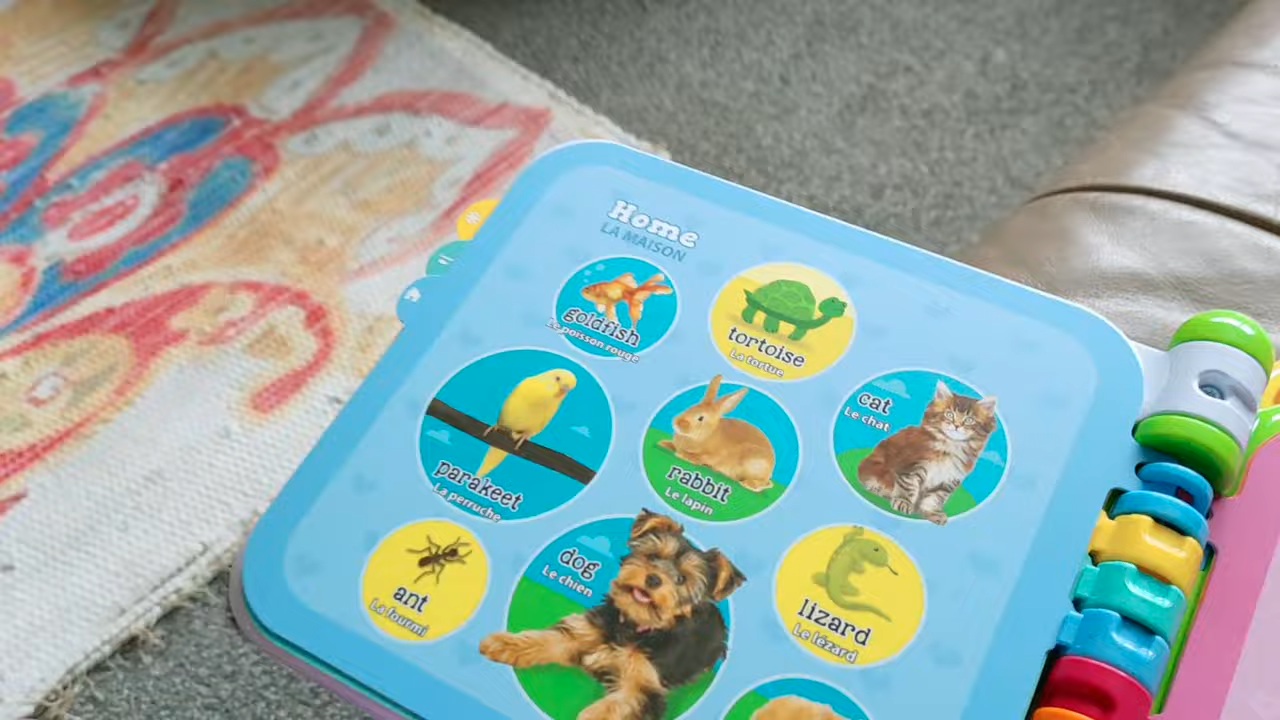 Home
LA MAISON
goldfish
Le poisson rouge
tortoise
La tortue
cat
Le chat
parakeet
La perruche
rabbit
Le lapin
dog
Le chien
ant
La fourmi
lizard
Le lézard